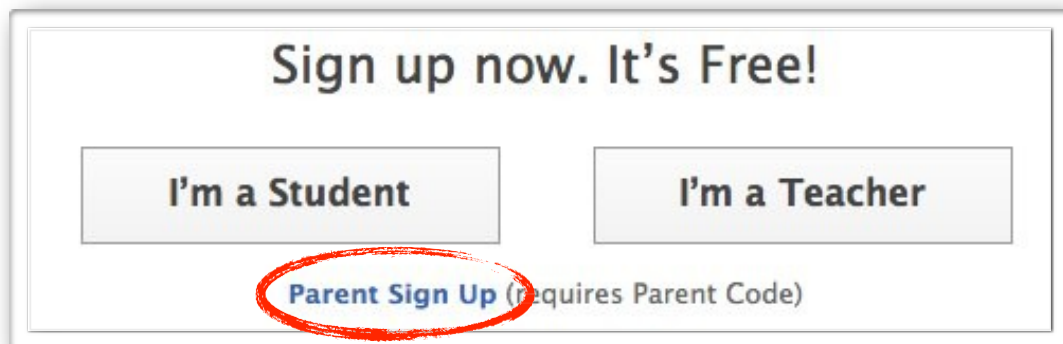 Sign up now. It’s Free!
I’m a Student
I’m a Teacher
Parent Sign Up (requires Parent Code)